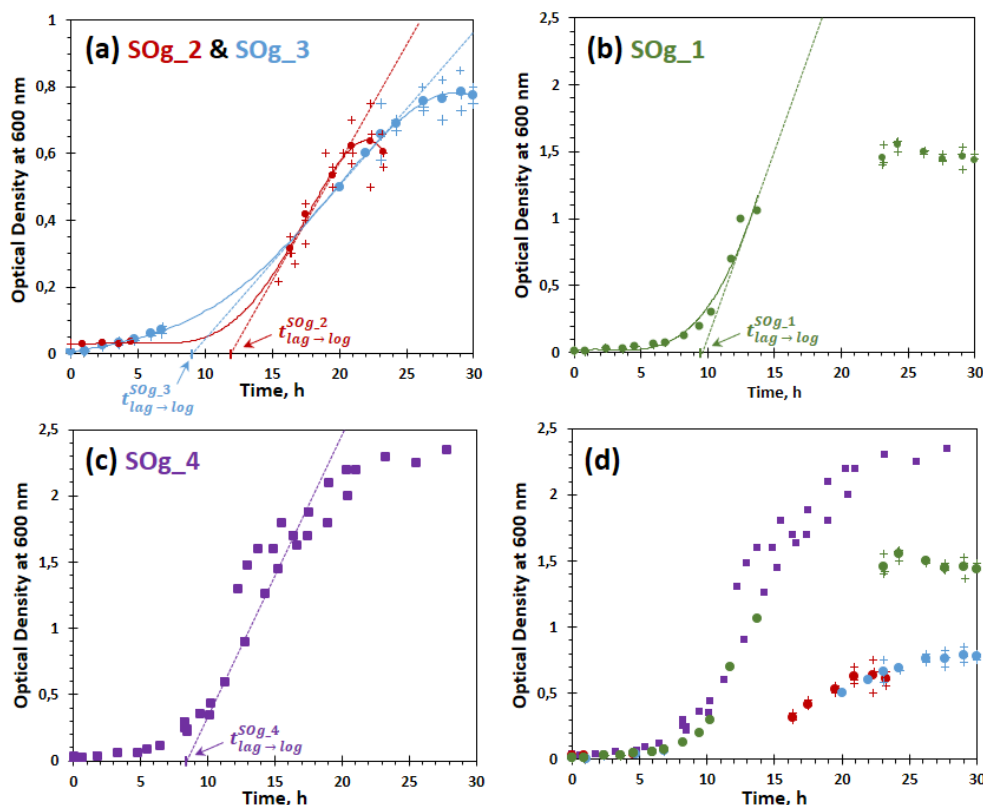 (a) SOg_2 & SOg_3
Optical Density at 600 nm
1
0,8
0,6
0,4
0,2
0
0 5 10 15 20 25 30
Time, h
t_{lag→log}^{SOg_2}
t_{lag→log}^{SOg_3}
(b) SOg_1
Optical Density at 600 nm
2,5
2
1,5
1
0,5
0
0 5 10 15 20 25 30
Time, h
t_{lag→log}^{SOg_1}
(c) SOg_4
Optical Density at 600 nm
2,5
2
1,5
1
0,5
0
0 5 10 15 20 25 30
Time, h
t_{lag→log}^{SOg_4}
(d)
Optical Density at 600 nm
2,5
2
1,5
1
0,5
0
0 5 10 15 20 25 30
Time, h